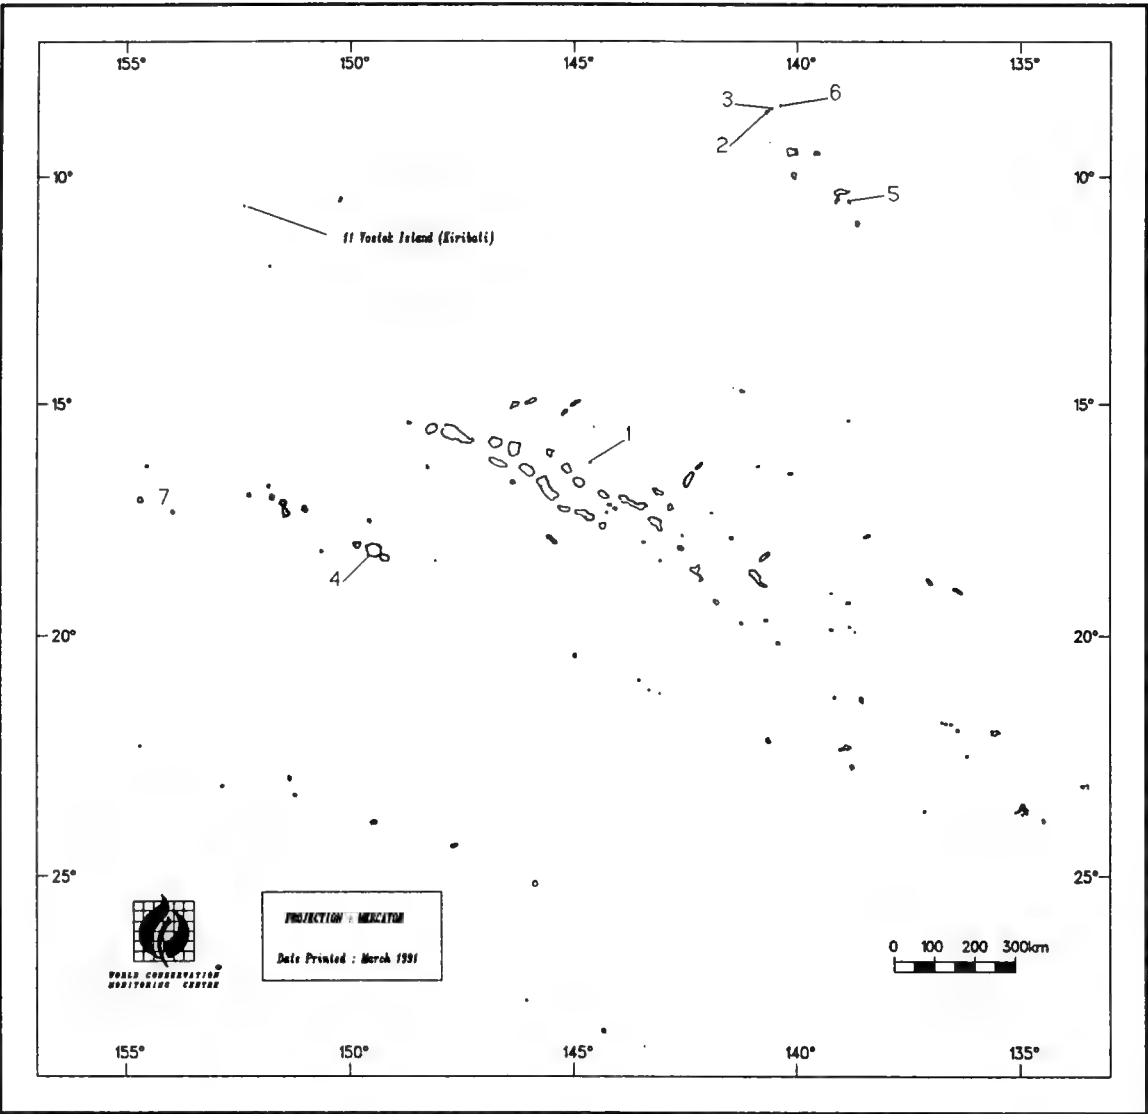 155° 150° 145° 140° 135°
3 6
2
10° 10°
5
11 Vostok Island (Kiribati)
15° 15°
1
7
4
20° 20°
25° 25°
PROJECTION : MERCATOR
Date Printed : March 1991
WORLD CONSERVATION
MONITORING CENTRE
0 100 200 300km
155° 150° 145° 140° 135°